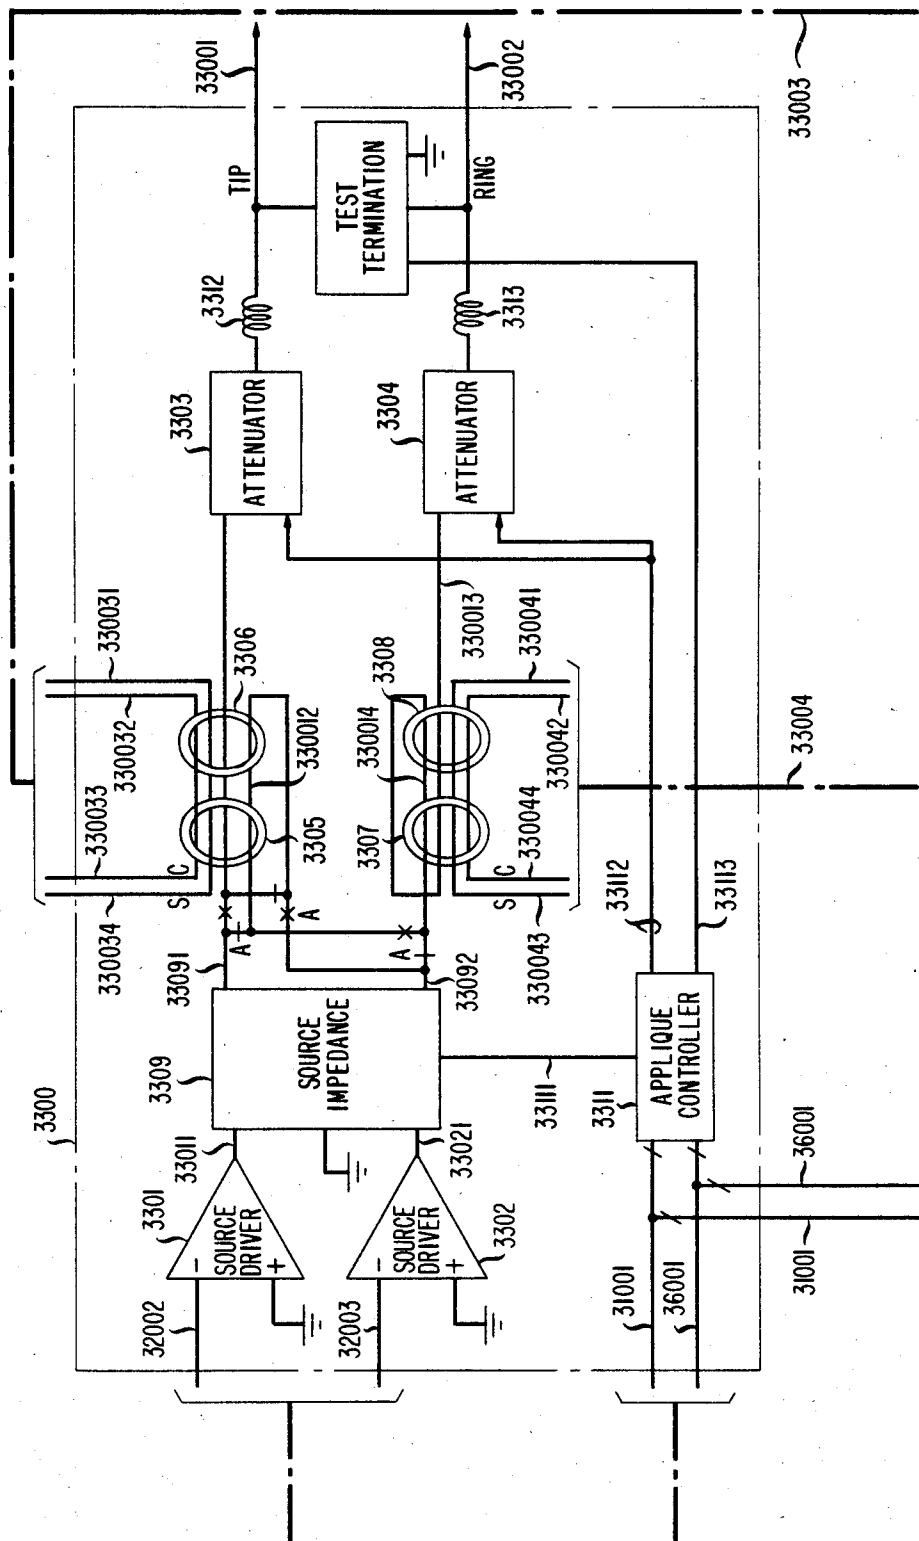 3300
32002
3301
-
SOURCE
DRIVER
+
33011
32003
-
SOURCE
DRIVER
+
3302
33021
3309
SOURCE
IMPEDANCE
33091
33092
A
A
A
330034
330033
S
C
330032
330031
3305
3306
330012
3307
3308
330014
330013
S
C
330043
330044
330042
330041
33004
3303
ATTENUATOR
3304
ATTENUATOR
3312
3313
TIP
RING
TEST
TERMINATION
33001
33002
33003
31001
36001
31001
36001
3311
APPLIQUE
CONTROLLER
33111
33112
33113